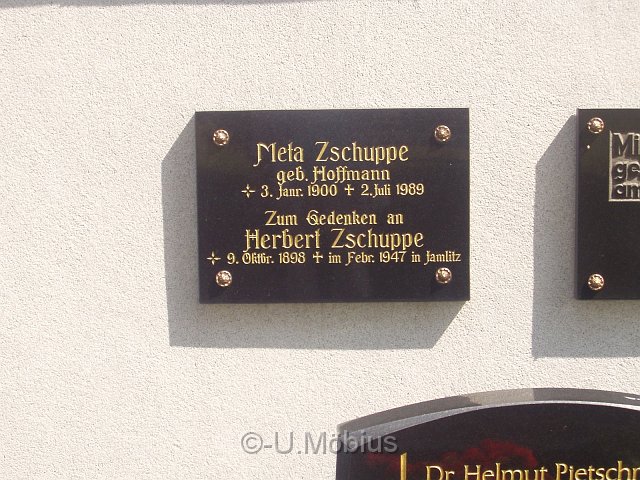 Meta Zschuppe
geb. Hoffmann
✧ 3. Janr. 1900 ✝ 2. Juli 1989
Zum Gedenken an
Herbert Zschuppe
✧ 9. Oktbr. 1898 ✝ im Febr. 1947 in Jamlitz
©-U.Möbius
Dr Helmut